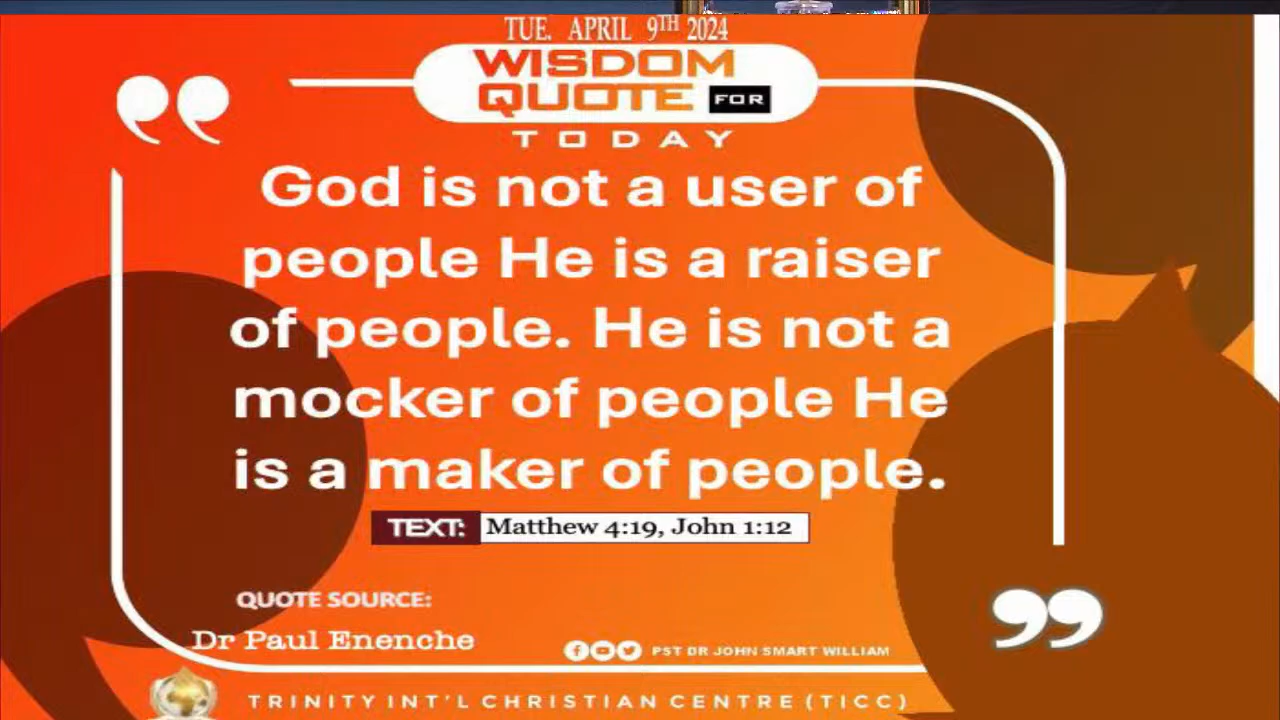 TUE. APRIL 9TH 2024
WISDOM
QUOTE FOR
TODAY
God is not a user of
people He is a raiser
of people. He is not a
mocker of people He
is a maker of people.
TEXT: Matthew 4:19, John 1:12
QUOTE SOURCE:
Dr Paul Enenche
PST DR JOHN SMART WILLIAM
TRINITY INT'L CHRISTIAN CENTRE (TICC)